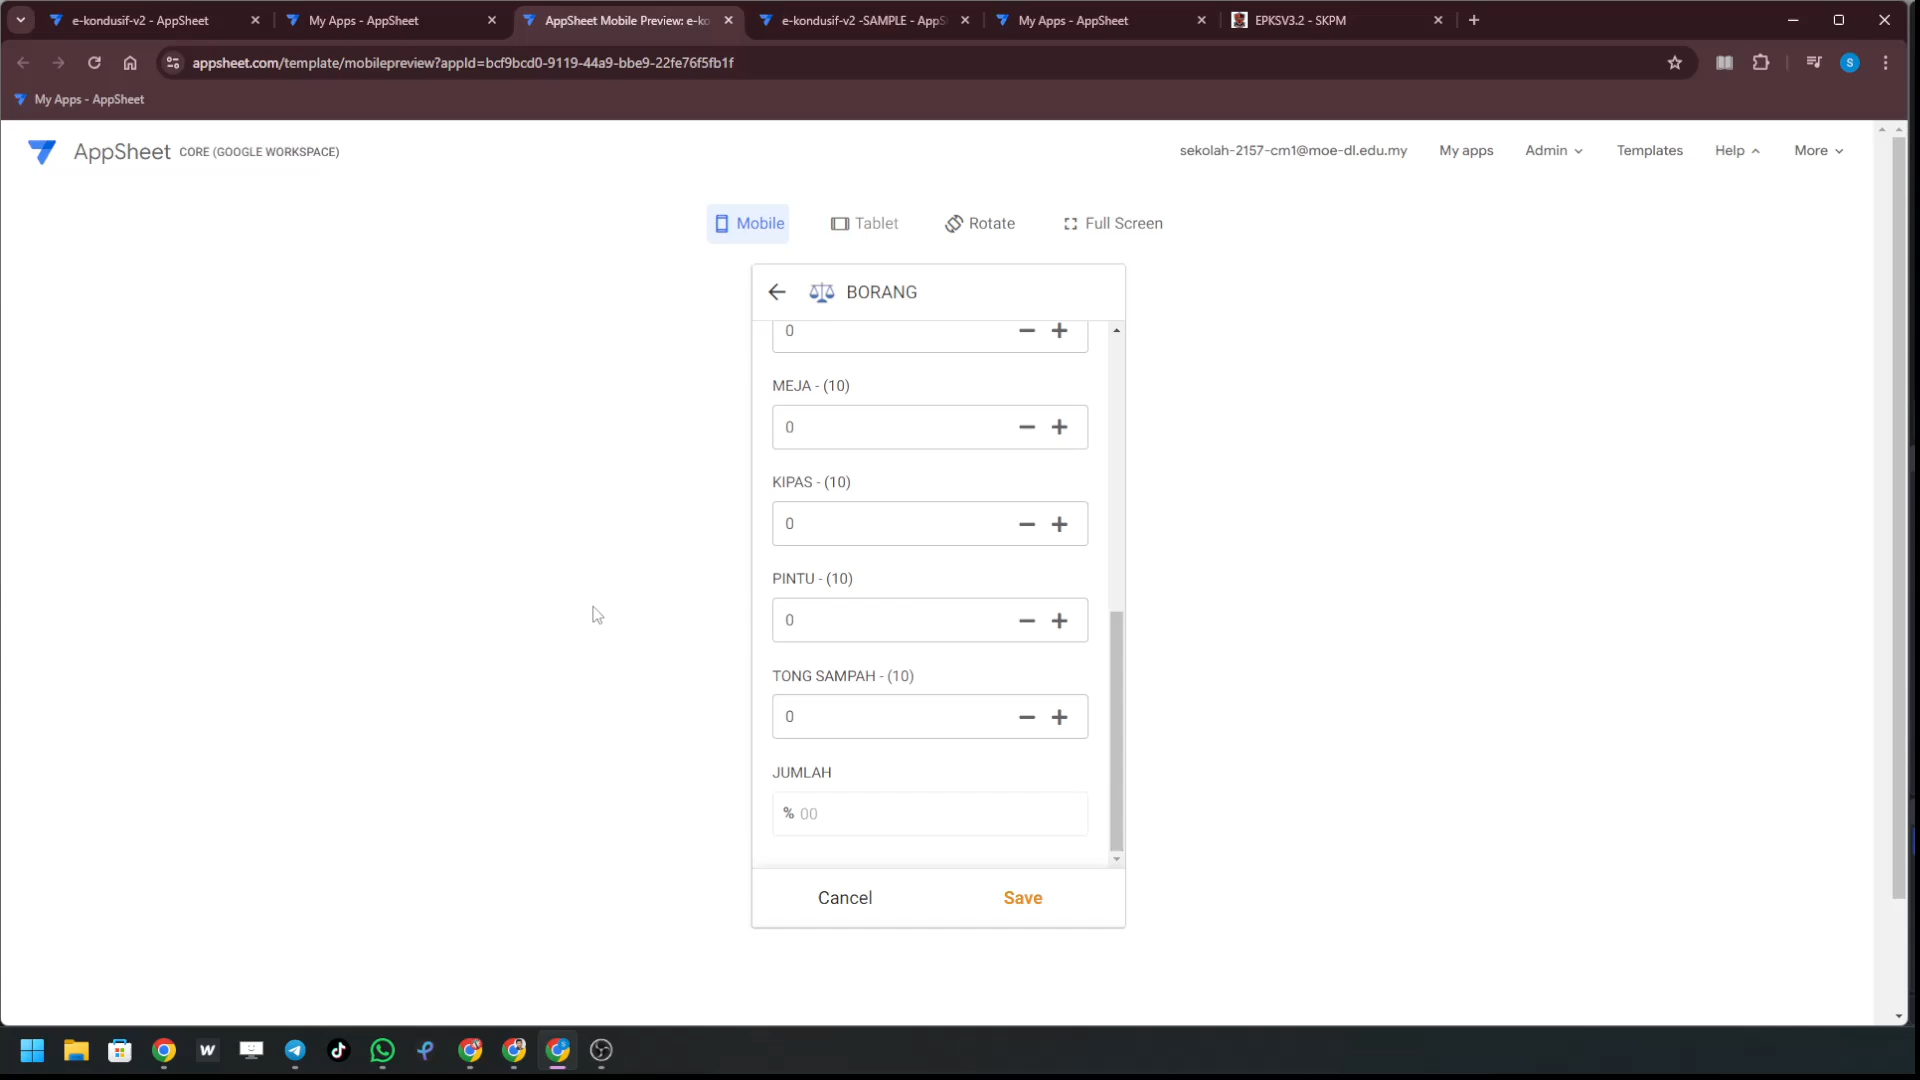 e-kondusif-v2 - AppSheet
My Apps - AppSheet
AppSheet Mobile Preview: e-ko
e-kondusif-v2 -SAMPLE - AppS
My Apps - AppSheet
EPKSV3.2 - SKPM
appsheet.com/template/mobilepreview?appId=bcf9bcd0-9119-44a9-bbe9-22fe76f5fb1f
S
My Apps - AppSheet
AppSheet CORE (GOOGLE WORKSPACE)
sekolah-2157-cm1@moe-dl.edu.my
My apps
Admin
Templates
Help
More
Mobile
Tablet
Rotate
Full Screen
BORANG
0
MEJA - (10)
0
KIPAS - (10)
0
PINTU - (10)
0
TONG SAMPAH - (10)
0
JUMLAH
% 00
Cancel
Save